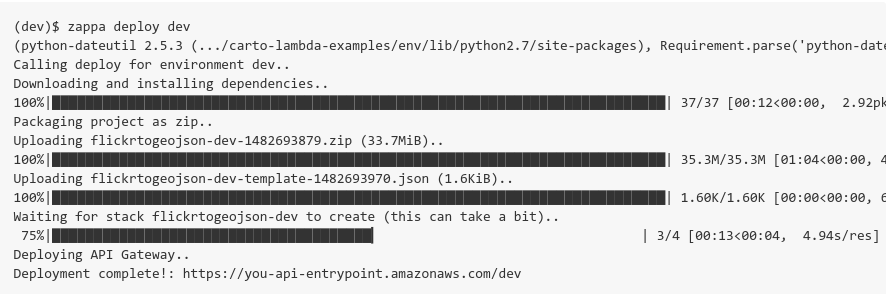 (dev)$ zappa deploy dev
(python-dateutil 2.5.3 (.../carto-lambda-examples/env/lib/python2.7/site-packages), Requirement.parse('python-date
Calling deploy for environment dev..
Downloading and installing dependencies..
100%| | 37/37 [00:12<00:00, 2.92pk
Packaging project as zip..
Uploading flickrtogeojson-dev-1482693879.zip (33.7MiB)..
100%| | 35.3M/35.3M [01:04<00:00, 4
Uploading flickrtogeojson-dev-template-1482693970.json (1.6KiB)..
100%| | 1.60K/1.60K [00:00<00:00, 6
Waiting for stack flickrtogeojson-dev to create (this can take a bit)..
75%| | 3/4 [00:13<00:04, 4.94s/res]
Deploying API Gateway..
Deployment complete!: https://you-api-entrypoint.amazonaws.com/dev